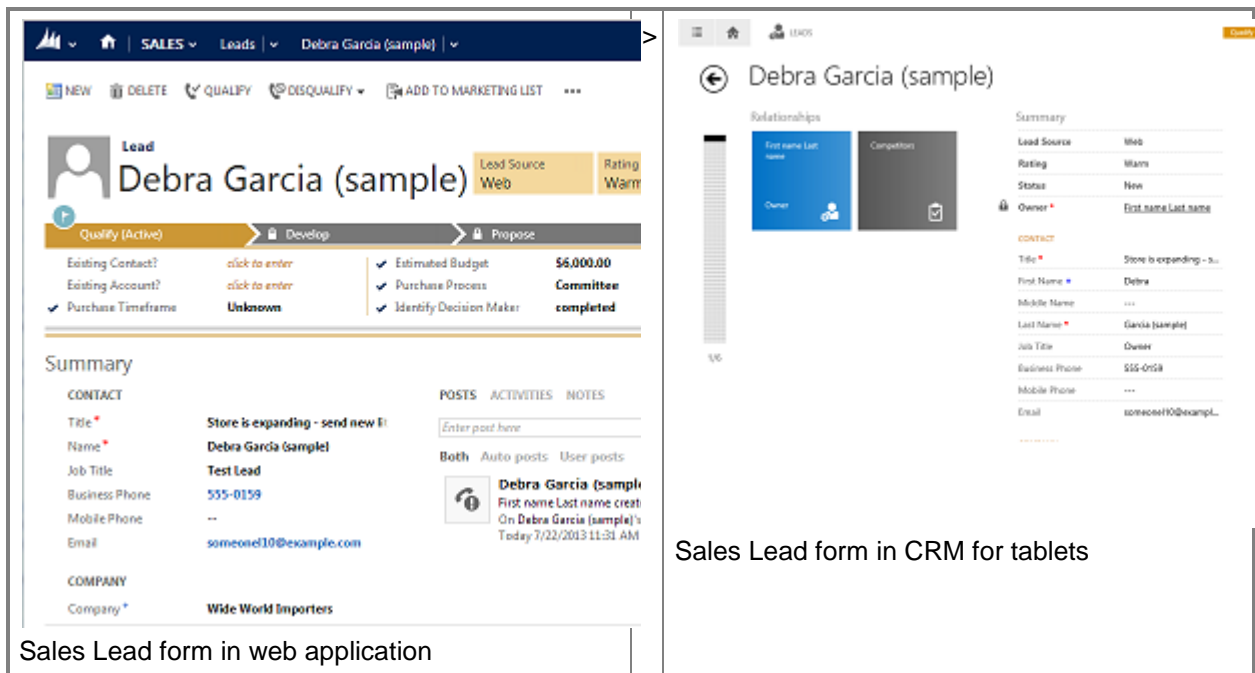 SALES Leads Debra Garcia (sample)
NEW DELETE QUALIFY DISQUALIFY ADD TO MARKETING LIST •••
Lead
Debra Garcia (sample)
Lead Source
Web
Rating
Warm
Qualify (Active) Develop Propose
Existing Contact? click to enter Estimated Budget $6,000.00
Existing Account? click to enter Purchase Process Committee
Purchase Timeframe Unknown Identify Decision Maker completed
Summary
CONTACT
Title* Store is expanding - send new
Name* Debra Garcia (sample)
Job Title Test Lead
Business Phone 555-0159
Mobile Phone --
Email someone10@example.com
COMPANY
Company* Wide World Importers
POSTS ACTIVITIES NOTES
Enter post here
Both Auto posts User posts
Debra Garcia (sample
First name Last name creat
On Debra Garcia (sample)'s
Today 7/22/2013 11:31 AM
Sales Lead form in web application
>
LEADS
Qualify
Debra Garcia (sample)
Relationships
First name Last
name
Owner
Competitors
1/6
Summary
Lead Source Web
Rating Warm
Status New
Owner* First name Last name
CONTACT
Title* Store is expanding - s...
First Name* Debra
Middle Name ---
Last Name* Garcia (sample)
Job Title Owner
Business Phone 555-0159
Mobile Phone ---
Email someone10@exampl...
Sales Lead form in CRM for tablets